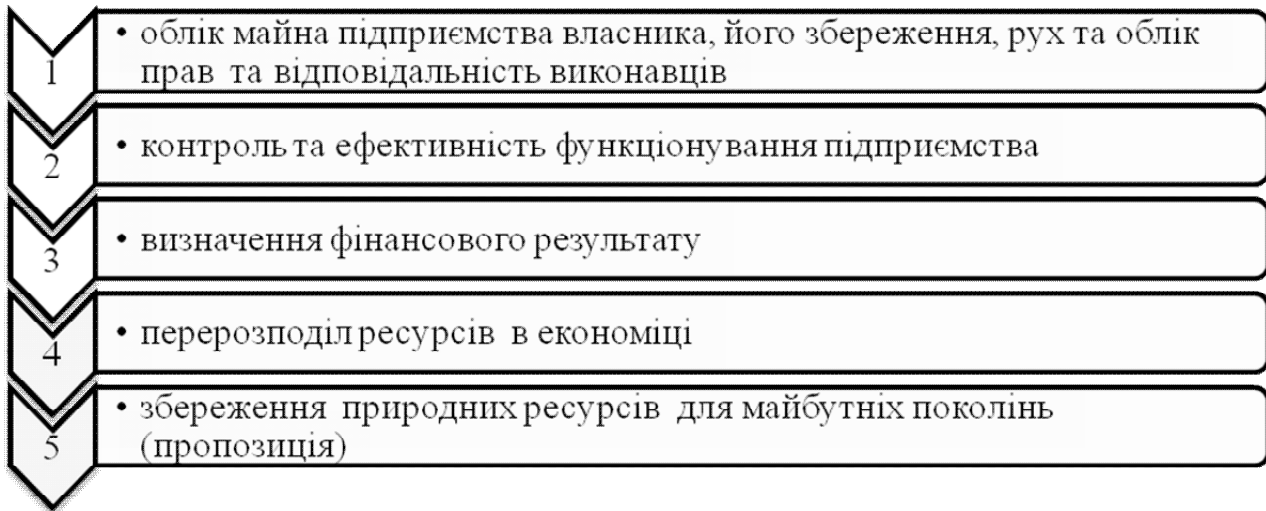 1
• облік майна підприємства власника, його збереження, рух та облік
прав та відповідальність виконавців
2
• контроль та ефективність функціонування підприємства
3
• визначення фінансового результату
4
• перерозподіл ресурсів в економіці
5
• збереження природних ресурсів для майбутніх поколінь
(пропозиція)